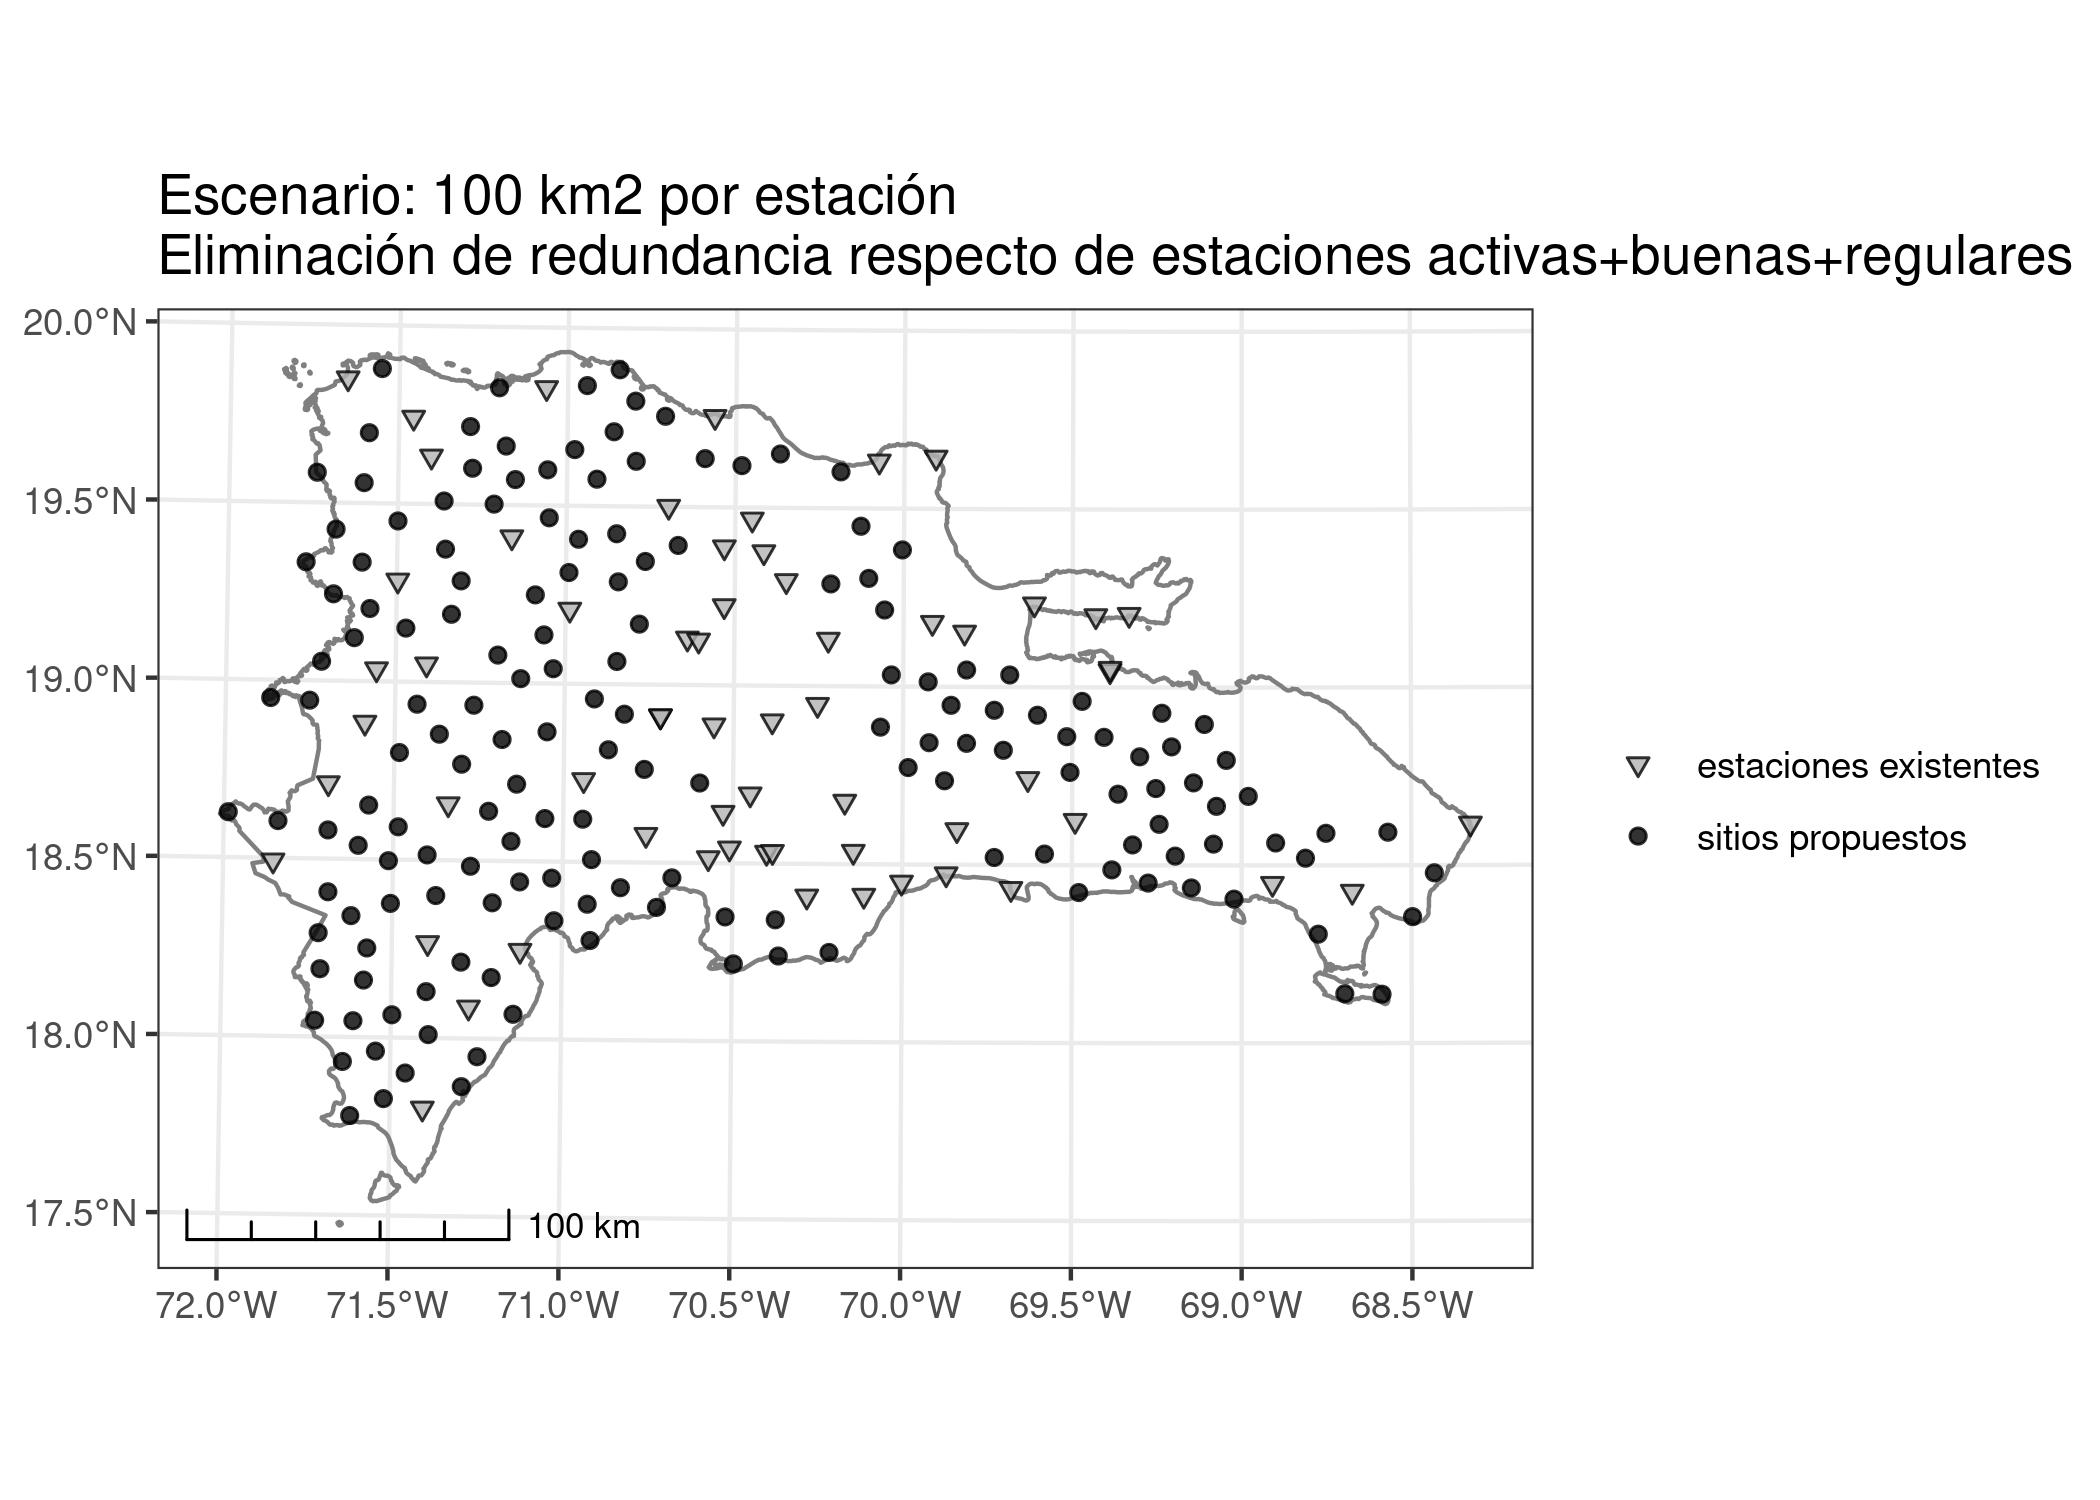 Escenario: 100 km2 por estación
Eliminación de redundancia respecto de estaciones activas+buenas+regulares
20.0°N
19.5°N
19.0°N
18.5°N
18.0°N
17.5°N
estaciones existentes
sitios propuestos
100 km
72.0°W 71.5°W 71.0°W 70.5°W 70.0°W 69.5°W 69.0°W 68.5°W